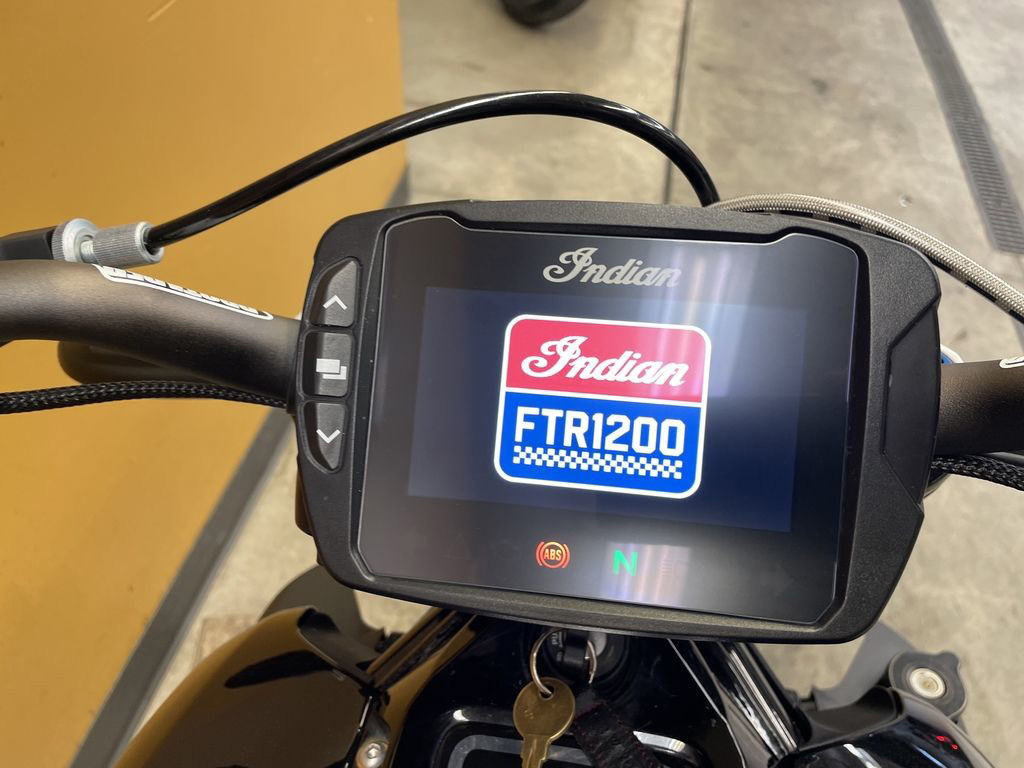 Indian
Indian
FTR1200
ABS
N